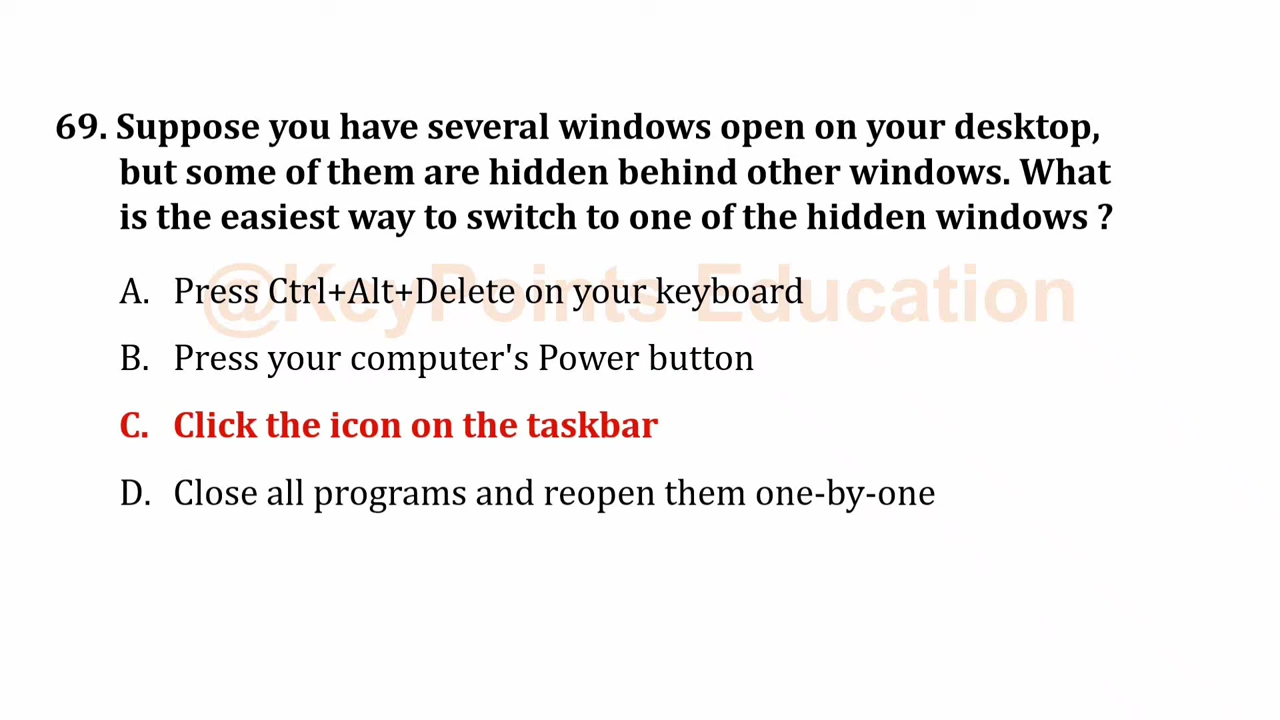 69. Suppose you have several windows open on your desktop,
but some of them are hidden behind other windows. What
is the easiest way to switch to one of the hidden windows ?
@KeyPoints Education
A. Press Ctrl+Alt+Delete on your keyboard
B. Press your computer's Power button
C. Click the icon on the taskbar
D. Close all programs and reopen them one-by-one